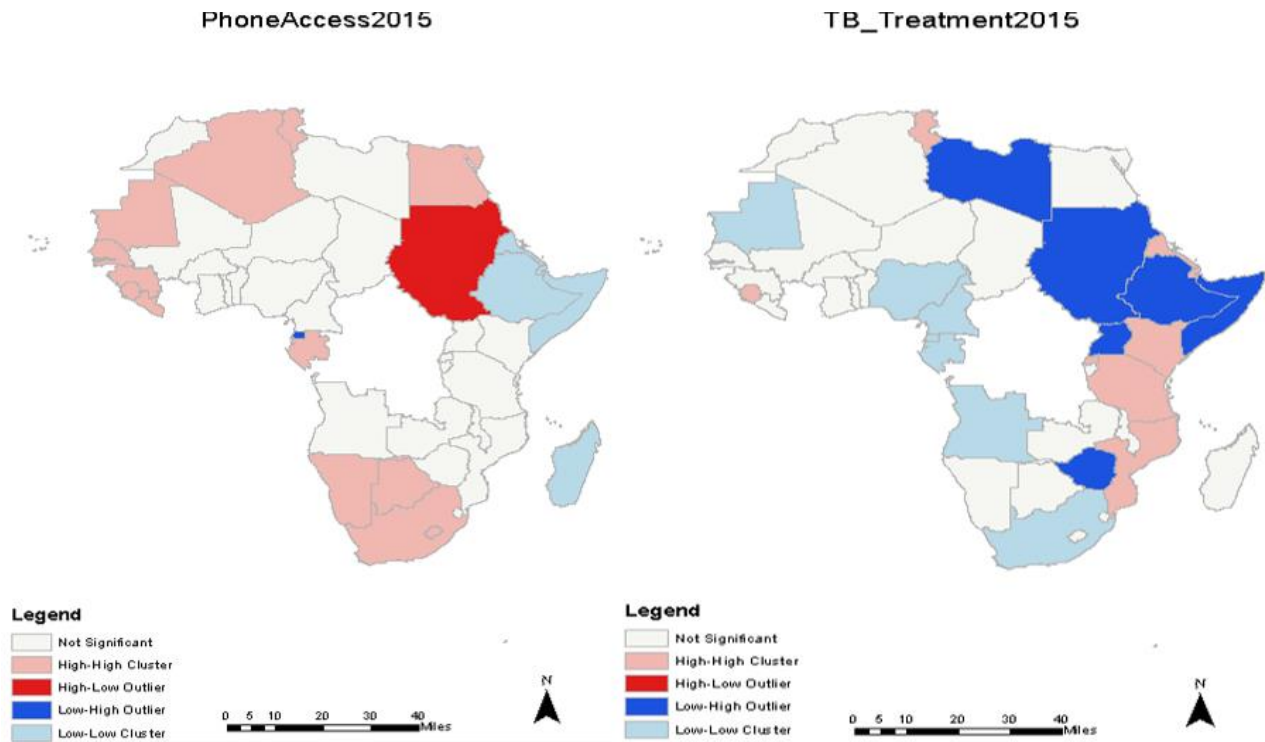 PhoneAccess2015
TB_Treatment2015
Legend
Not Significant
High-High Cluster
High-Low Outlier
Low-High Outlier
Low-Low Cluster
0 5 10 20 30 40
Miles
N
Legend
Not Significant
High-High Cluster
High-Low Outlier
Low-High Outlier
Low-Low Cluster
0 5 10 20 30 40
Miles
N